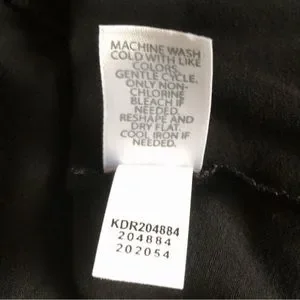 MACHINE WASH
COLD WITH LIKE
COLORS.
GENTLE CYCLE.
ONLY NON-
CHLORINE
BLEACH IF
NEEDED.
RESHAPE AND
DRY FLAT.
COOL IRON IF
NEEDED.
KDR204884
204884
202054